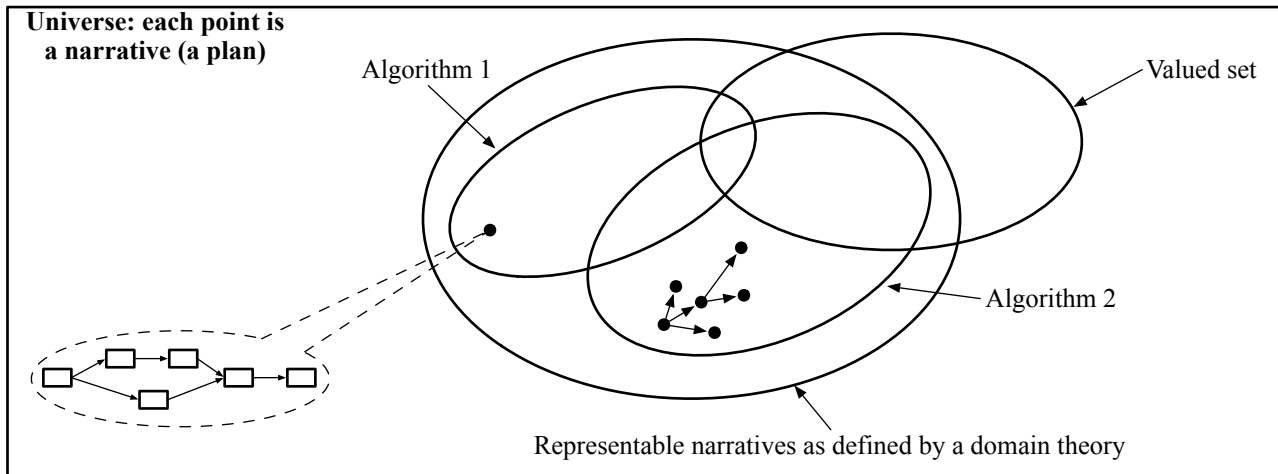 Universe: each point is
a narrative (a plan)
Algorithm 1
Valued set
Algorithm 2
Representable narratives as defined by a domain theory